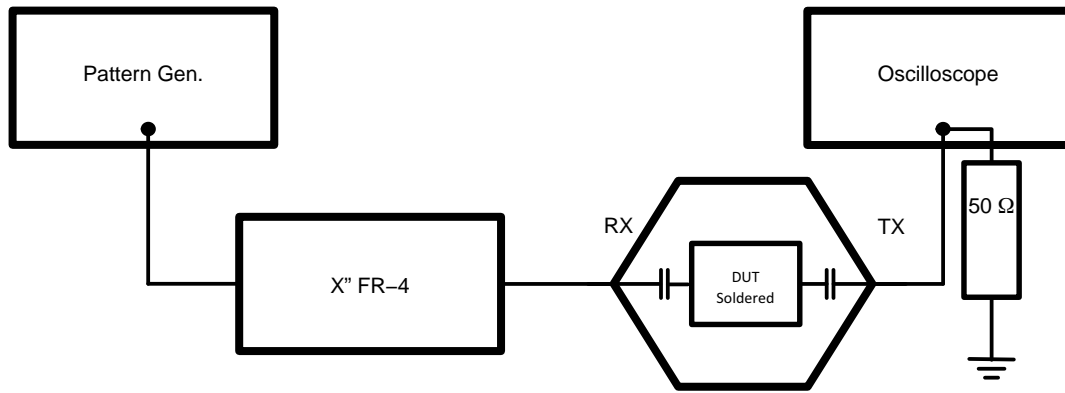 Pattern Gen.
Oscilloscope
RX
TX
50 Ω
X” FR−4
DUT
Soldered